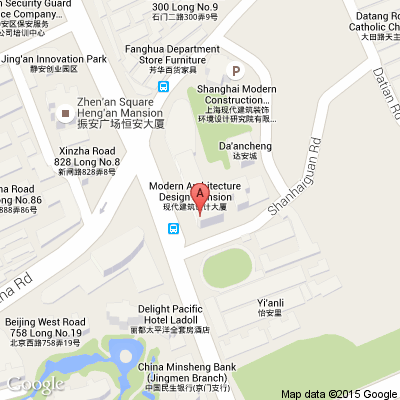 n Security Guard
ce Company...
安区保安服务
公司...
300 Long No.9
石门二路300弄9号
Datang Ro
Catholic Ch
大田路天主
Fanghua Department
Store Furniture
芳华百货家具
Jing'an Innovation Park
静安创业园区
P
Shanghai Modern
Construction...
上海现代建筑装饰
环境设计研究院有限...
Datian Rd
Zhen'an Square
Heng'an Mansion
振安广场恒安大厦
Da'ancheng
达安城
Xinzha Road
828 Long No.8
新闸路828弄8号
Modern Architecture
Design Mansion
现代建筑设计大厦
A
Road
ng No.86
888弄86号
Shanhaiguan Rd
na Rd
Yi'anli
怡安里
Delight Pacific
Hotel Ladoll
丽都太平洋全套房酒店
Beijing West Road
758 Long No.19
北京西路758弄19号
China Minsheng Bank
(Jingmen Branch)
中国民生银行(京门支行)
Google
Map data ©2015 Google